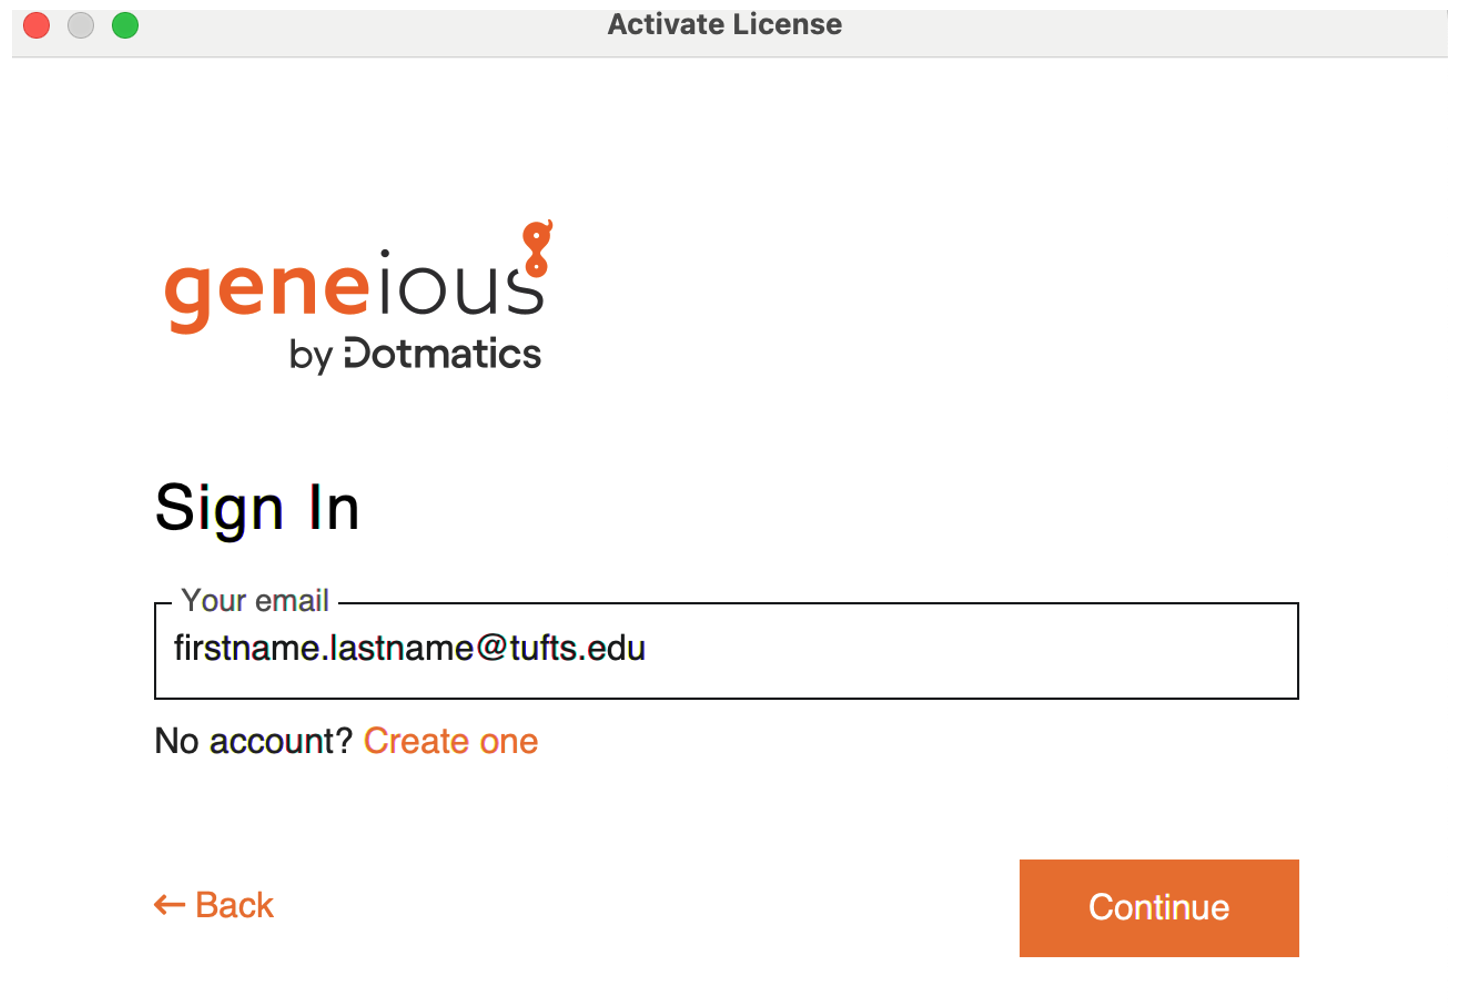 Activate License
geneious
by Dotmatics
Sign In
Your email
firstname.lastname@tufts.edu
No account? Create one
← Back
Continue